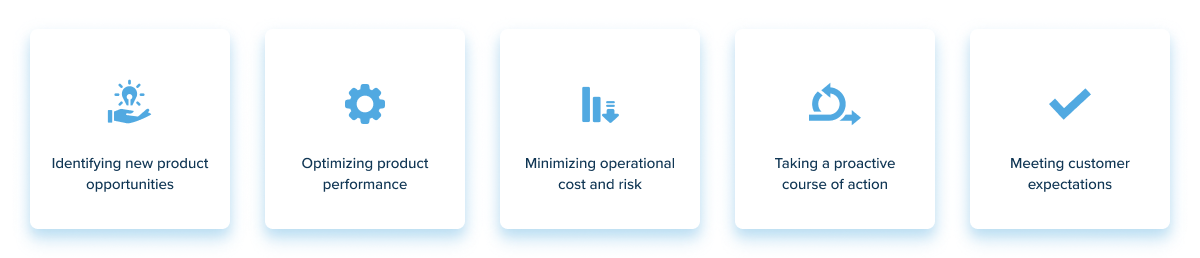 Identifying new product
opportunities
Optimizing product
performance
Minimizing operational
cost and risk
Taking a proactive
course of action
Meeting customer
expectations